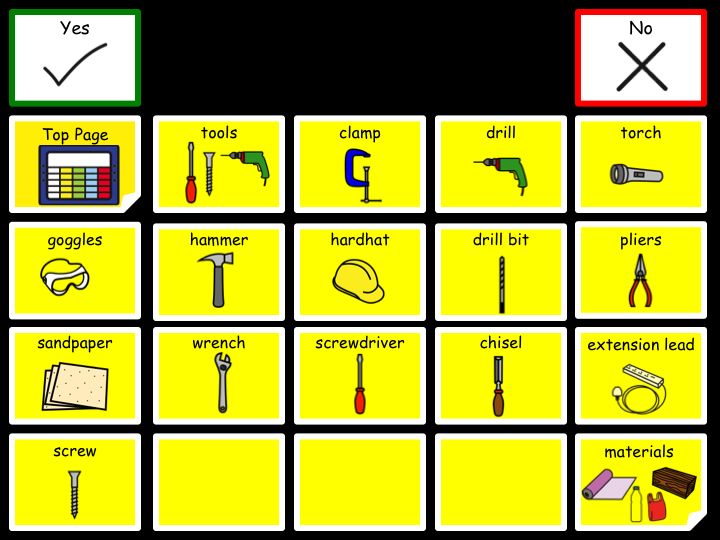 Yes
No
Top Page
tools
clamp
drill
torch
goggles
hammer
hardhat
drill bit
pliers
sandpaper
wrench
screwdriver
chisel
extension lead
screw
materials